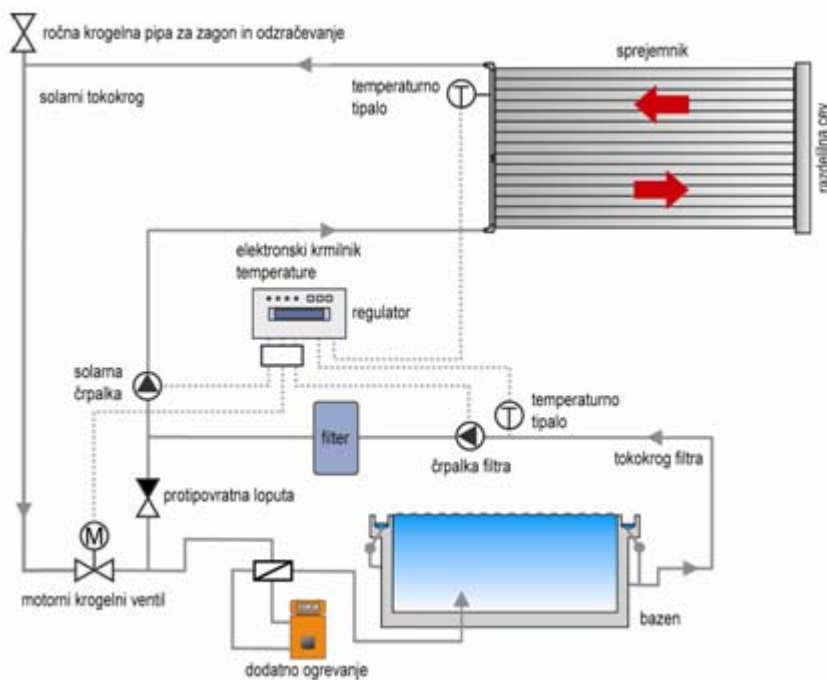 ročna krogelna pipa za zagon in odzračevanje
sprejemnik
solarni tokokrog
temperaturno
tipalo
T
razdelilna cev
elektronski krmilnik
temperature
regulator
solarna
črpalka
temperaturno
tipalo
T
filter
črpalka filtra
tokokrog filtra
protipovratna loputa
M
motorni krogelni ventil
bazen
dodatno ogrevanje